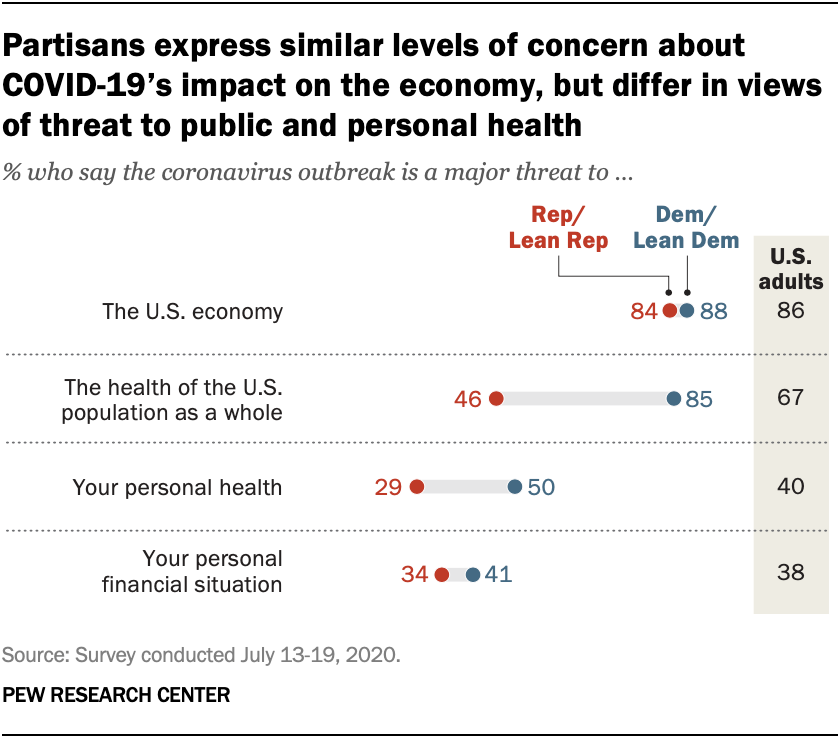 Partisans express similar levels of concern about
COVID-19’s impact on the economy, but differ in views
of threat to public and personal health
% who say the coronavirus outbreak is a major threat to ...
Rep/
Lean Rep
Dem/
Lean Dem
U.S.
adults
The U.S. economy
84
88
86
The health of the U.S.
population as a whole
46
85
67
Your personal health
29
50
40
Your personal
financial situation
34
41
38
Source: Survey conducted July 13-19, 2020.
PEW RESEARCH CENTER